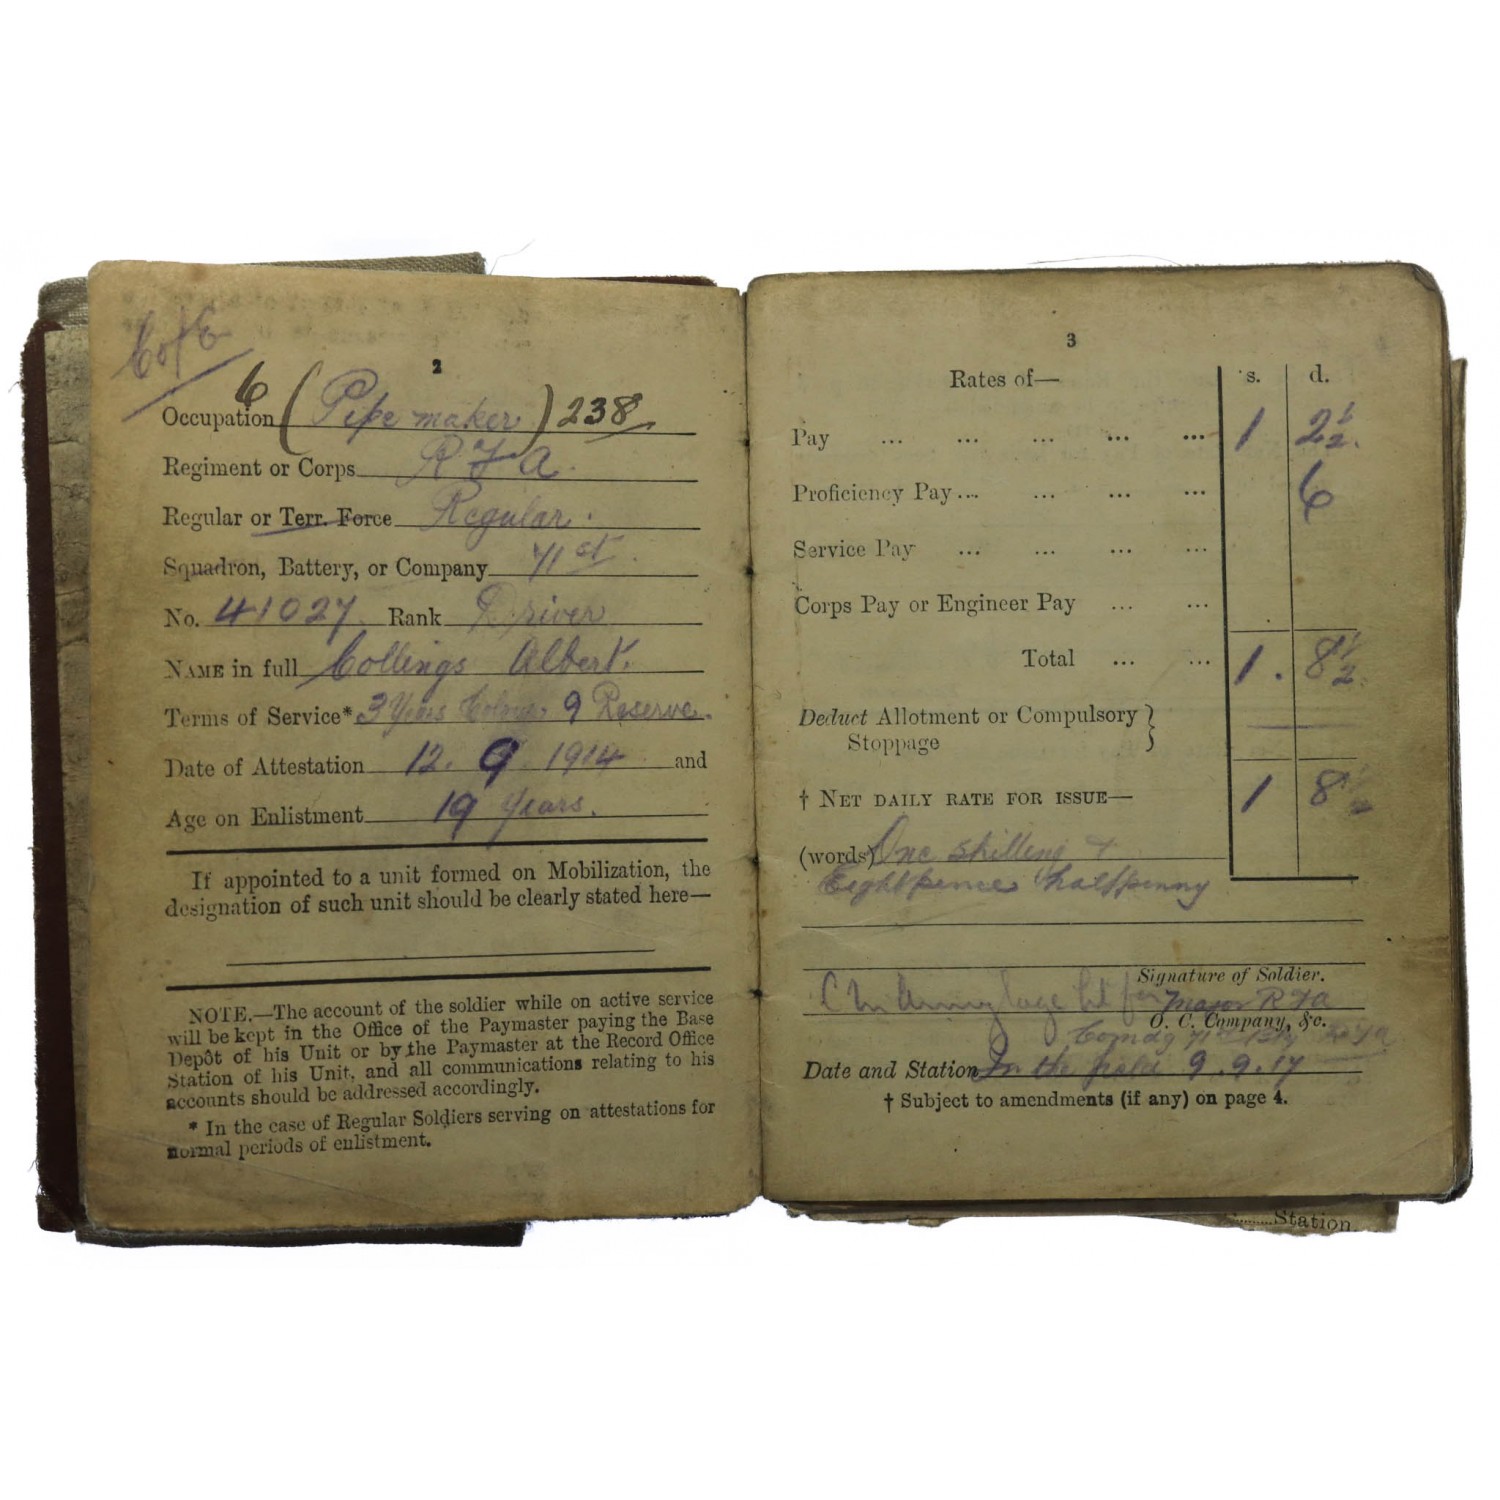 C of E
2
6
Occupation (Pipe maker) 238
Regiment or Corps RFA.
Regular or Terr. Force Regular.
Squadron, Battery, or Company 71st.
No. 41027 Rank Driver
NAME in full Collings Albert.
Terms of Service* 3 Years Colours 9 Reserve.
Date of Attestation 12. 9. 1914 and
Age on Enlistment 19 Years.
If appointed to a unit formed on Mobilization, the
designation of such unit should be clearly stated here—
NOTE.—The account of the soldier while on active service
will be kept in the Office of the Paymaster paying the Base
Depôt of his Unit or by the Paymaster at the Record Office
Station of his Unit, and all communications relating to his
accounts should be addressed accordingly.
* In the case of Regular Soldiers serving on attestations for
normal periods of enlistment.
3
Rates of— s. d.
Pay ... ... ... ... ... 1 2½.
Proficiency Pay ... ... ... ... 6
Service Pay ... ... ... ...
Corps Pay or Engineer Pay ... ...
Total ... ... 1. 8½.
Deduct Allotment or Compulsory }
Stoppage
† NET DAILY RATE FOR ISSUE— 1 8½
(words) One shilling +
Eightpence halfpenny
Signature of Soldier.
Major RFA
O. C. Company, &c.
Comdg 71st Bty RFA
Date and Station In the field 9.9.17
† Subject to amendments (if any) on page 4.
Station